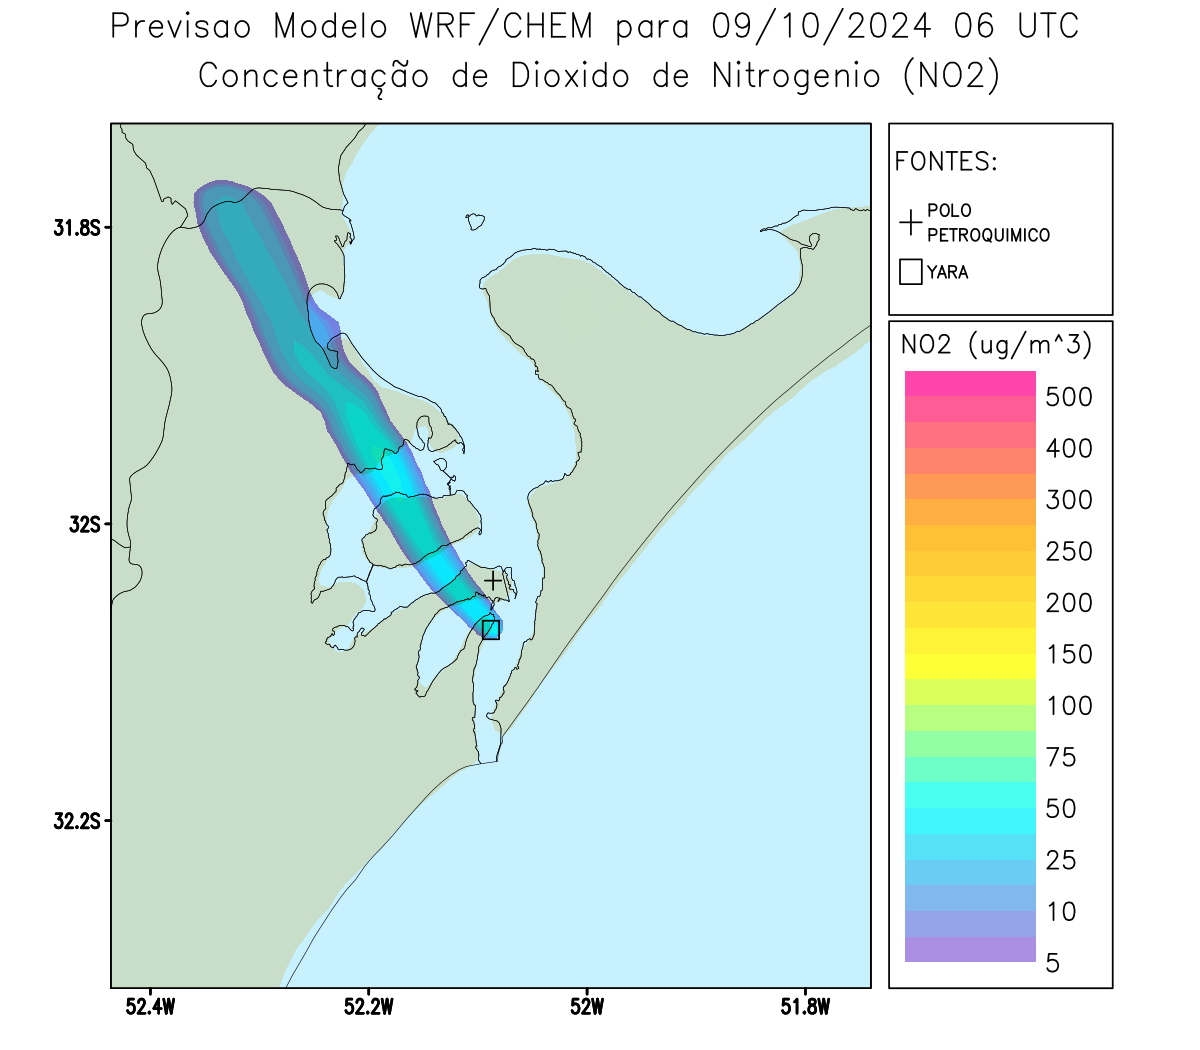 Previsao Modelo WRF/CHEM para 09/10/2024 06 UTC
Concentração de Dioxido de Nitrogenio (NO2)
FONTES:
POLO
PETROQUIMICO
YARA
NO2 (ug/m^3)
500
400
300
250
200
150
100
75
50
25
10
5
31.8S
32S
32.2S
52.4W
52.2W
52W
51.8W